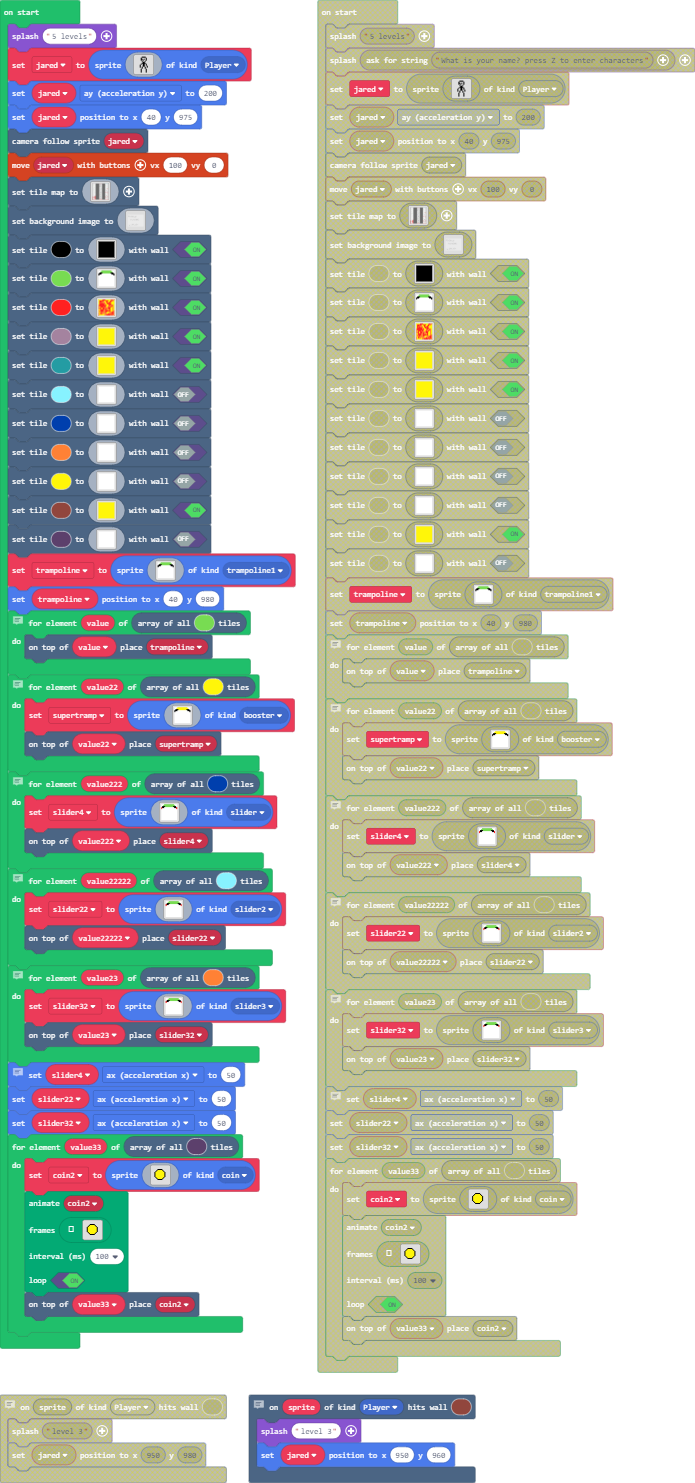 on start
splash "5 levels"
set jared to sprite of kind Player
set jared ay (acceleration y) to 200
set jared position to x 40 y 975
camera follow sprite jared
move jared with buttons vx 100 vy 0
set tile map to
set background image to
set tile to with wall ON
set tile to with wall ON
set tile to with wall ON
set tile to with wall ON
set tile to with wall ON
set tile to with wall OFF
set tile to with wall OFF
set tile to with wall OFF
set tile to with wall OFF
set tile to with wall ON
set tile to with wall OFF
set trampoline to sprite of kind trampoline1
set trampoline position to x 40 y 980
for element value of array of all tiles
do
on top of value place trampoline
for element value22 of array of all tiles
do
set supertramp to sprite of kind booster
on top of value22 place supertramp
for element value222 of array of all tiles
do
set slider4 to sprite of kind slider
on top of value222 place slider4
for element value22222 of array of all tiles
do
set slider22 to sprite of kind slider2
on top of value22222 place slider22
for element value23 of array of all tiles
do
set slider32 to sprite of kind slider3
on top of value23 place slider32
set slider4 ax (acceleration x) to 50
set slider22 ax (acceleration x) to 50
set slider32 ax (acceleration x) to 50
for element value33 of array of all tiles
do
set coin2 to sprite of kind coin
animate coin2
frames
interval (ms) 100
loop ON
on top of value33 place coin2
on start
splash "5 levels"
splash ask for string "What is your name? press Z to enter characters"
set jared to sprite of kind Player
set jared ay (acceleration y) to 200
set jared position to x 40 y 975
camera follow sprite jared
move jared with buttons vx 100 vy 0
set tile map to
set background image to
set tile to with wall ON
set tile to with wall ON
set tile to with wall ON
set tile to with wall ON
set tile to with wall ON
set tile to with wall OFF
set tile to with wall OFF
set tile to with wall OFF
set tile to with wall OFF
set tile to with wall ON
set tile to with wall OFF
set trampoline to sprite of kind trampoline1
set trampoline position to x 40 y 980
for element value of array of all tiles
do
on top of value place trampoline
for element value22 of array of all tiles
do
set supertramp to sprite of kind booster
on top of value22 place supertramp
for element value222 of array of all tiles
do
set slider4 to sprite of kind slider
on top of value222 place slider4
for element value22222 of array of all tiles
do
set slider22 to sprite of kind slider2
on top of value22222 place slider22
for element value23 of array of all tiles
do
set slider32 to sprite of kind slider3
on top of value23 place slider32
set slider4 ax (acceleration x) to 50
set slider22 ax (acceleration x) to 50
set slider32 ax (acceleration x) to 50
for element value33 of array of all tiles
do
set coin2 to sprite of kind coin
animate coin2
frames
interval (ms) 100
loop ON
on top of value33 place coin2
on sprite of kind Player hits wall
splash "level 3"
set jared position to x 950 y 980
on sprite of kind Player hits wall
splash "level 3"
set jared position to x 950 y 960